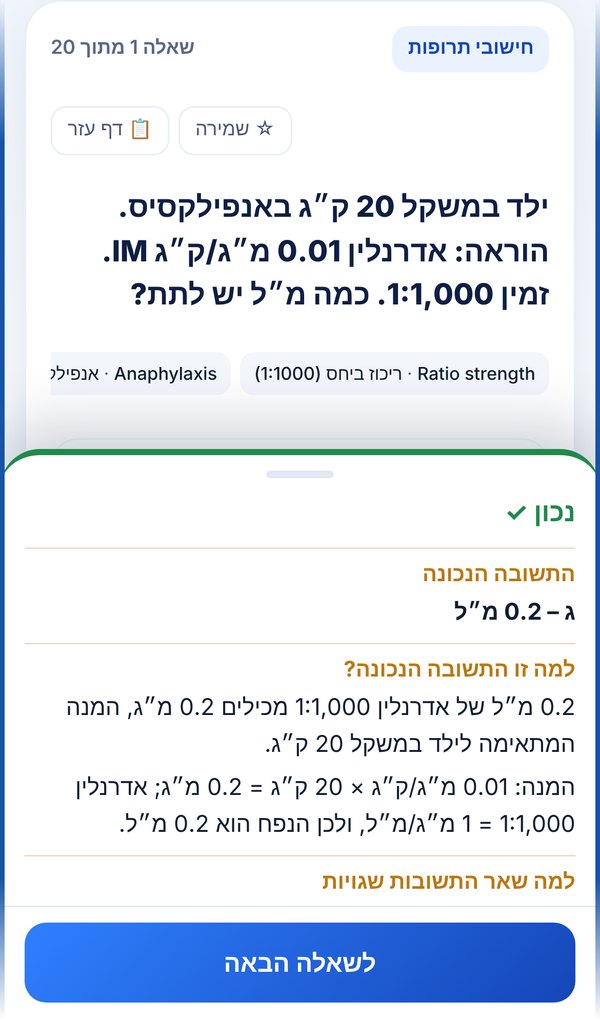 חישובי תרופות
שאלה 1 מתוך 20
☆ שמירה
📋 דף עזר
ילד במשקל 20 ק״ג באנפילקסיס.
הוראה: אדרנלין 0.01 מ״ג/ק״ג IM.
זמין 1:1,000. כמה מ״ל יש לתת?
Ratio strength · ריכוז ביחס (1:1000)
Anaphylaxis · אנפילק
נכון ✓
התשובה הנכונה
ג – 0.2 מ״ל
למה זו התשובה הנכונה?
0.2 מ״ל של אדרנלין 1:1,000 מכילים 0.2 מ״ג, המנה
המתאימה לילד במשקל 20 ק״ג.
המנה: 0.01 מ״ג/ק״ג × 20 ק״ג = 0.2 מ״ג; אדרנלין
1:1,000 = 1 מ״ג/מ״ל, ולכן הנפח הוא 0.2 מ״ל.
למה שאר התשובות שגויות
לשאלה הבאה